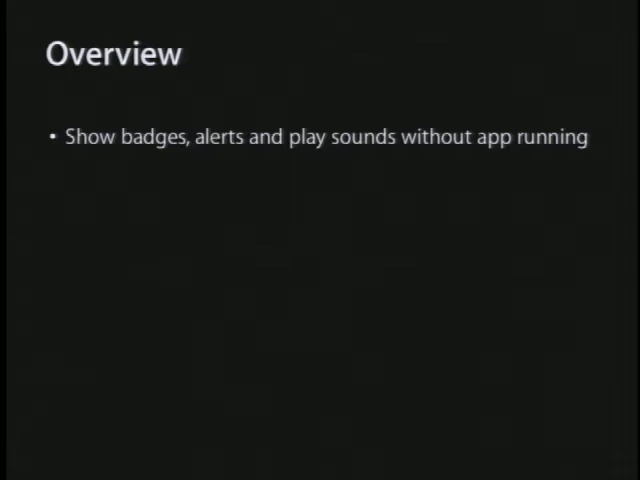 Overview
• Show badges, alerts and play sounds without app running